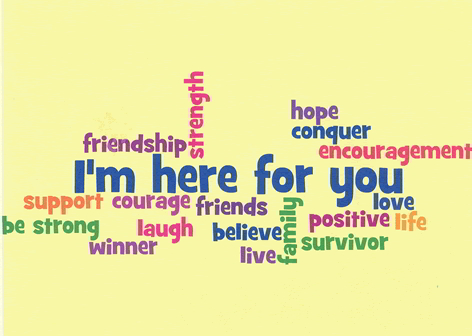 strength
hope
conquer
friendship
encouragement
I'm here for you
support courage friends love
be strong laugh believe family positive life
winner live survivor